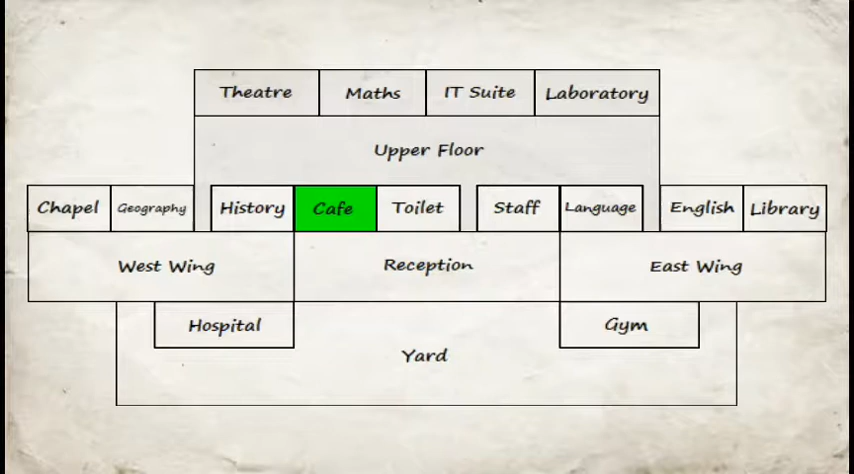 Theatre Maths IT Suite Laboratory
Upper Floor
Chapel Geography History Cafe Toilet Staff Language English Library
West Wing Reception East Wing
Hospital Gym
Yard